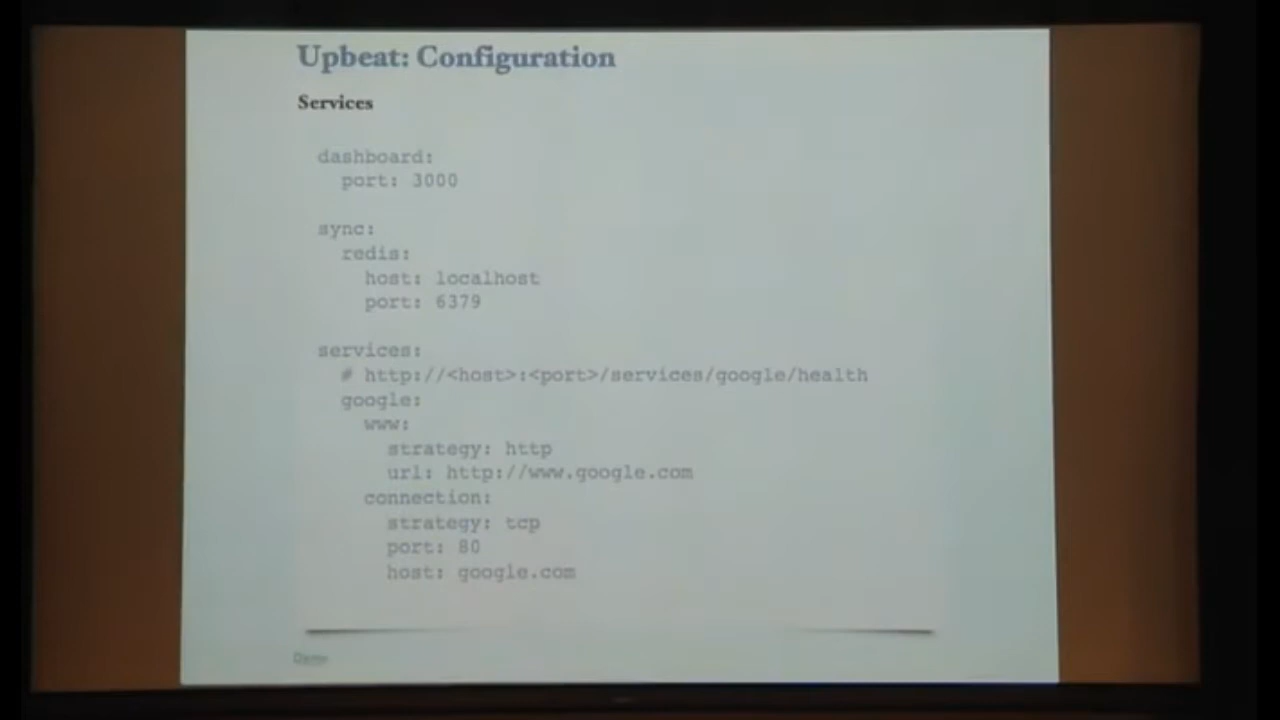 Upbeat: Configuration
Services
dashboard:
  port: 3000
sync:
  redis:
    host: localhost
    port: 6379
services:
  # http://<host>:<port>/services/google/health
  google:
    www:
      strategy: http
      url: http://www.google.com
    connection:
      strategy: tcp
      port: 80
      host: google.com
Demo